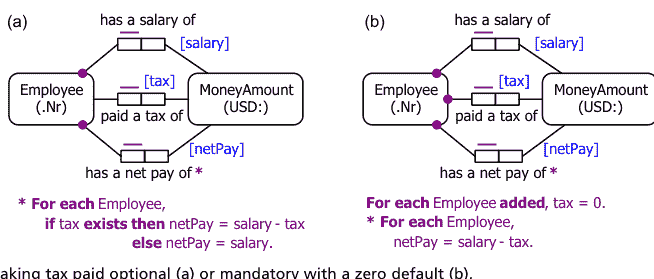 (a)
has a salary of
[salary]
Employee
(.Nr)
[tax]
paid a tax of
MoneyAmount
(USD:)
[netPay]
has a net pay of *
* For each Employee,
if tax exists then netPay = salary - tax
else netPay = salary.
(b)
has a salary of
[salary]
Employee
(.Nr)
[tax]
paid a tax of
MoneyAmount
(USD:)
[netPay]
has a net pay of *
For each Employee added, tax = 0.
* For each Employee,
netPay = salary - tax.
aking tax paid optional (a) or mandatory with a zero default (b).